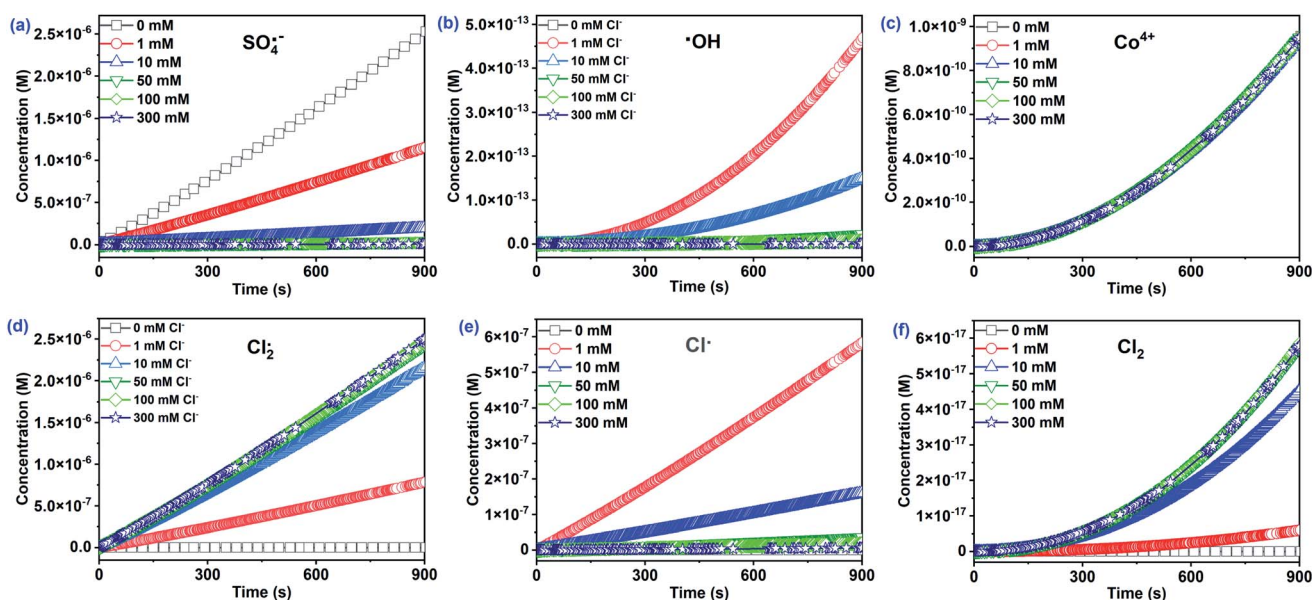 (a)
SO₄•⁻
0 mM
1 mM
10 mM
50 mM
100 mM
300 mM
2.5×10⁻⁶
2.0×10⁻⁶
1.5×10⁻⁶
1.0×10⁻⁶
5.0×10⁻⁷
0.0
Concentration (M)
0 300 600 900
Time (s)
(b)
•OH
0 mM Cl⁻
1 mM Cl⁻
10 mM Cl⁻
50 mM Cl⁻
100 mM Cl⁻
300 mM Cl⁻
5.0×10⁻¹³
4.0×10⁻¹³
3.0×10⁻¹³
2.0×10⁻¹³
1.0×10⁻¹³
0.0
Concentration (M)
0 300 600 900
Time (s)
(c)
Co⁴⁺
0 mM
1 mM
10 mM
50 mM
100 mM
300 mM
1.0×10⁻⁹
8.0×10⁻¹⁰
6.0×10⁻¹⁰
4.0×10⁻¹⁰
2.0×10⁻¹⁰
0.0
Concentration (M)
0 300 600 900
Time (s)
(d)
Cl₂•⁻
0 mM Cl⁻
1 mM Cl⁻
10 mM Cl⁻
50 mM Cl⁻
100 mM Cl⁻
300 mM Cl⁻
2.5×10⁻⁶
2.0×10⁻⁶
1.5×10⁻⁶
1.0×10⁻⁶
5.0×10⁻⁷
0.0
Concentration (M)
0 300 600 900
Time (s)
(e)
Cl•
0 mM
1 mM
10 mM
50 mM
100 mM
300 mM
6×10⁻⁷
5×10⁻⁷
4×10⁻⁷
3×10⁻⁷
2×10⁻⁷
1×10⁻⁷
0
Concentration (M)
0 300 600 900
Time (s)
(f)
Cl₂
0 mM
1 mM
10 mM
50 mM
100 mM
300 mM
6×10⁻¹⁷
5×10⁻¹⁷
4×10⁻¹⁷
3×10⁻¹⁷
2×10⁻¹⁷
1×10⁻¹⁷
0
Concentration (M)
0 300 600 900
Time (s)